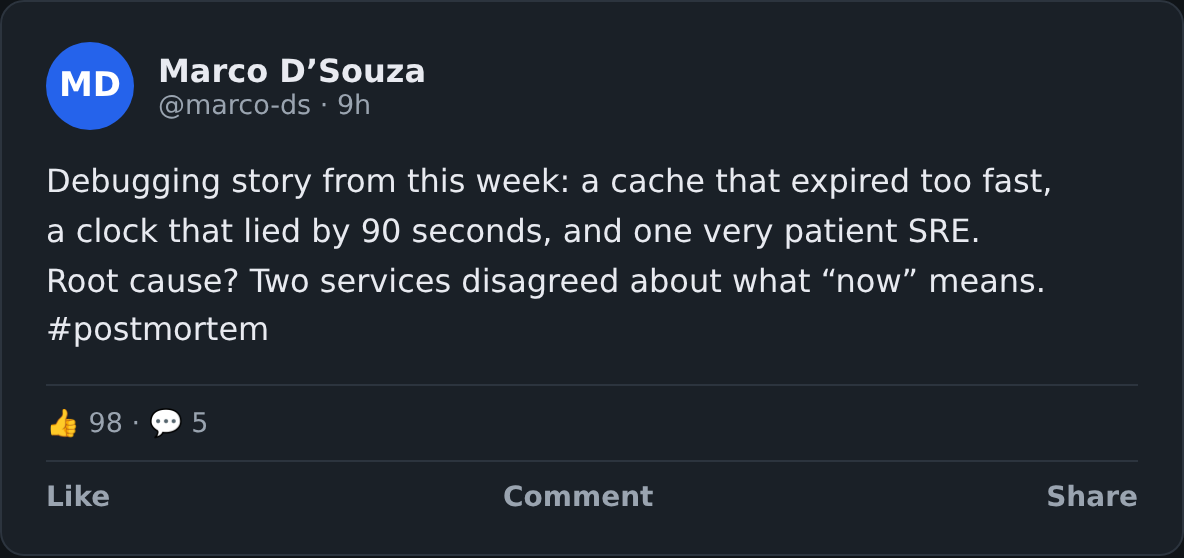 MD
Marco D’Souza
@marco-ds · 9h
Debugging story from this week: a cache that expired too fast,
a clock that lied by 90 seconds, and one very patient SRE.
Root cause? Two services disagreed about what “now” means.
#postmortem
👍 98 · 💬 5
Like Comment Share